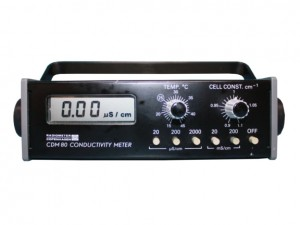 0.00 µS / cm
TEMP. °C
CELL CONST. cm⁻¹
RADIOMETER
COPENHAGEN
CDM 80 CONDUCTIVITY METER
20 200 2000
µS/cm
20 200
mS/cm
OFF